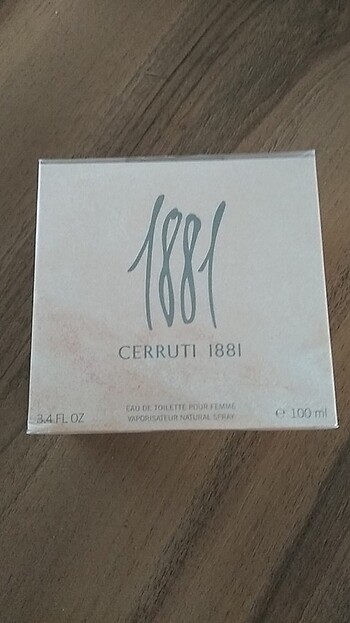 1881
CERRUTI 1881
EAU DE TOILETTE POUR FEMME
VAPORISATEUR NATURAL SPRAY
3.4 FL OZ
℮ 100 ml